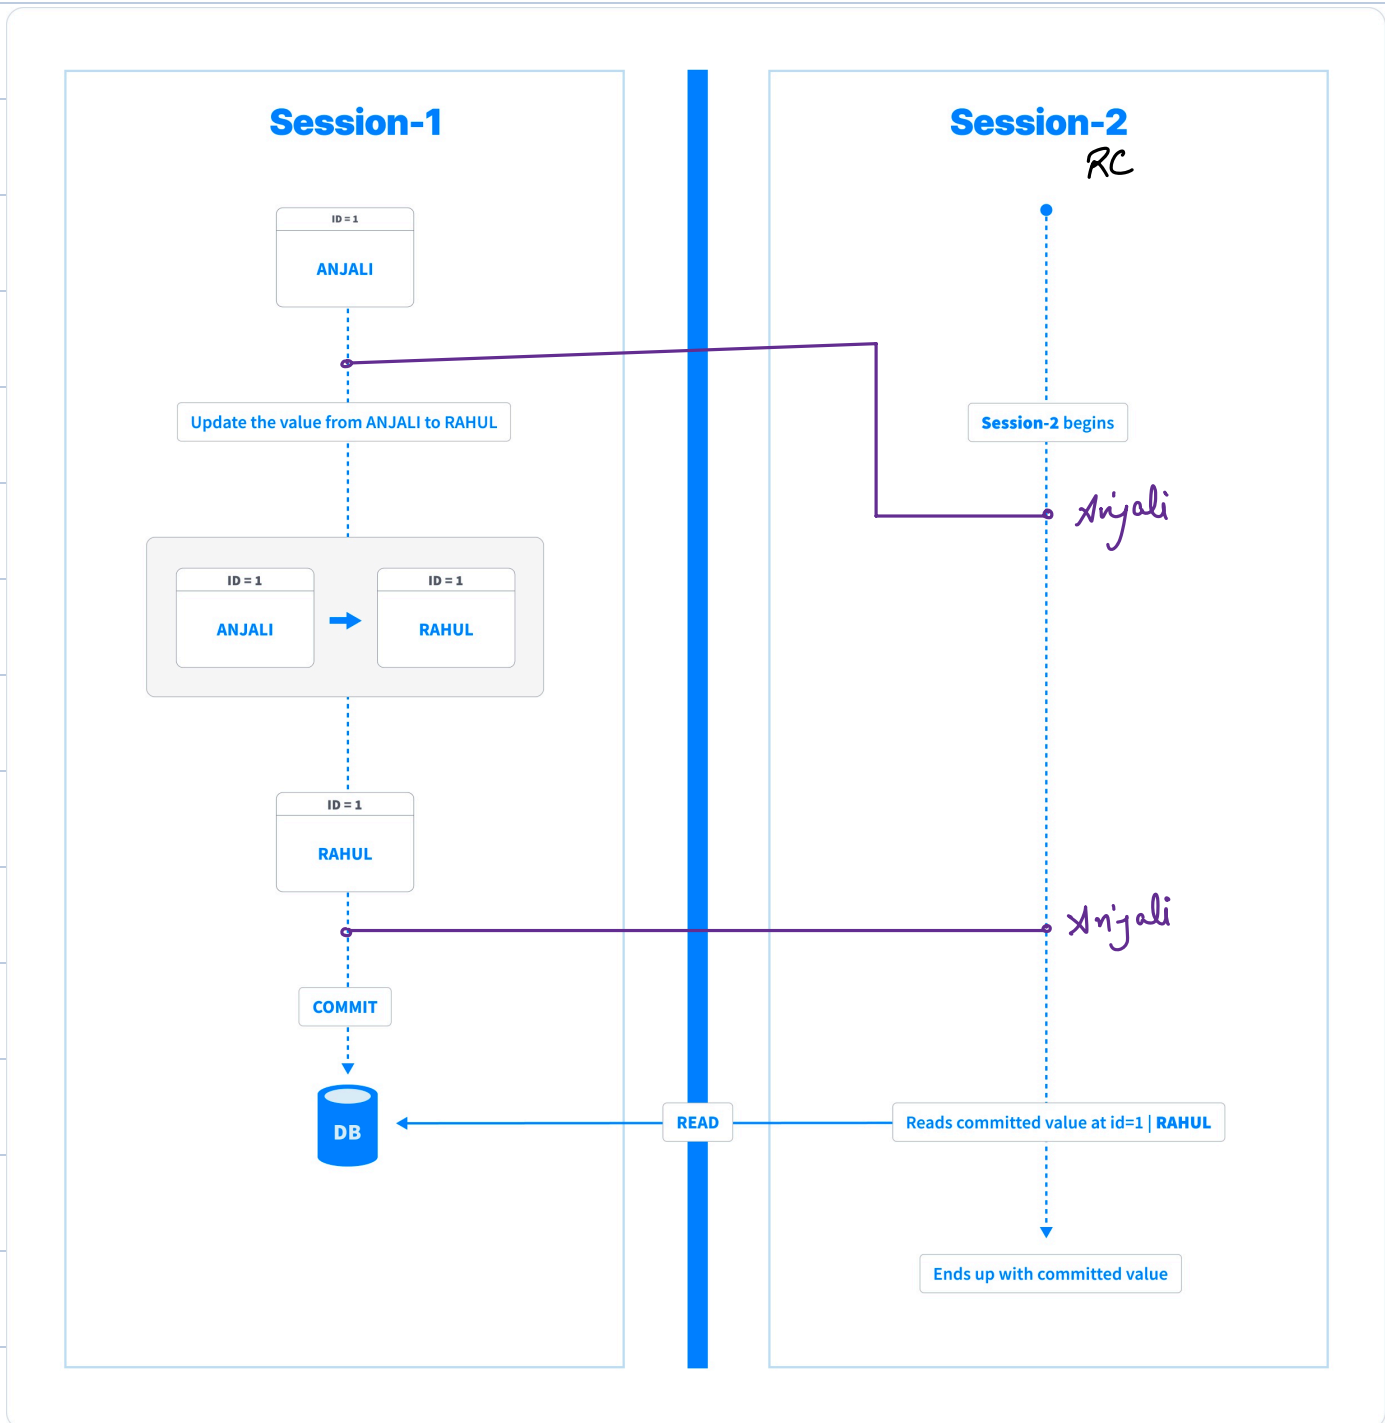 Session-1
Session-2
RC
ID = 1
ANJALI
Update the value from ANJALI to RAHUL
Session-2 begins
Anjali
ID = 1
ANJALI
ID = 1
RAHUL
ID = 1
RAHUL
Anjali
COMMIT
DB
READ
Reads committed value at id=1 | RAHUL
Ends up with committed value